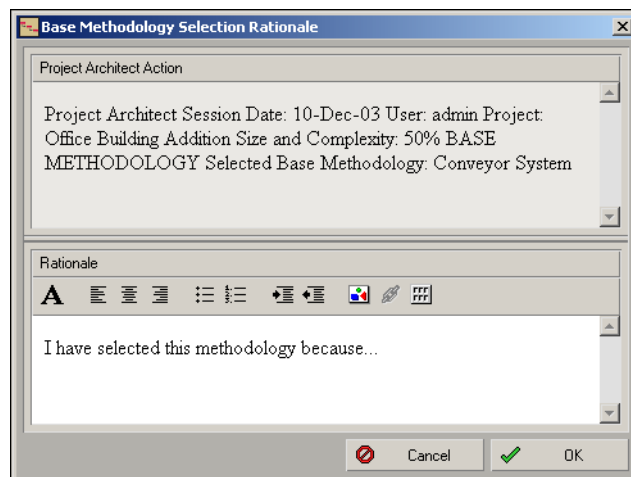 Base Methodology Selection Rationale
Project Architect Action
Project Architect Session Date: 10-Dec-03 User: admin Project:
Office Building Addition Size and Complexity: 50% BASE
METHODOLOGY Selected Base Methodology: Conveyor System
Rationale
A
I have selected this methodology because...
Cancel OK